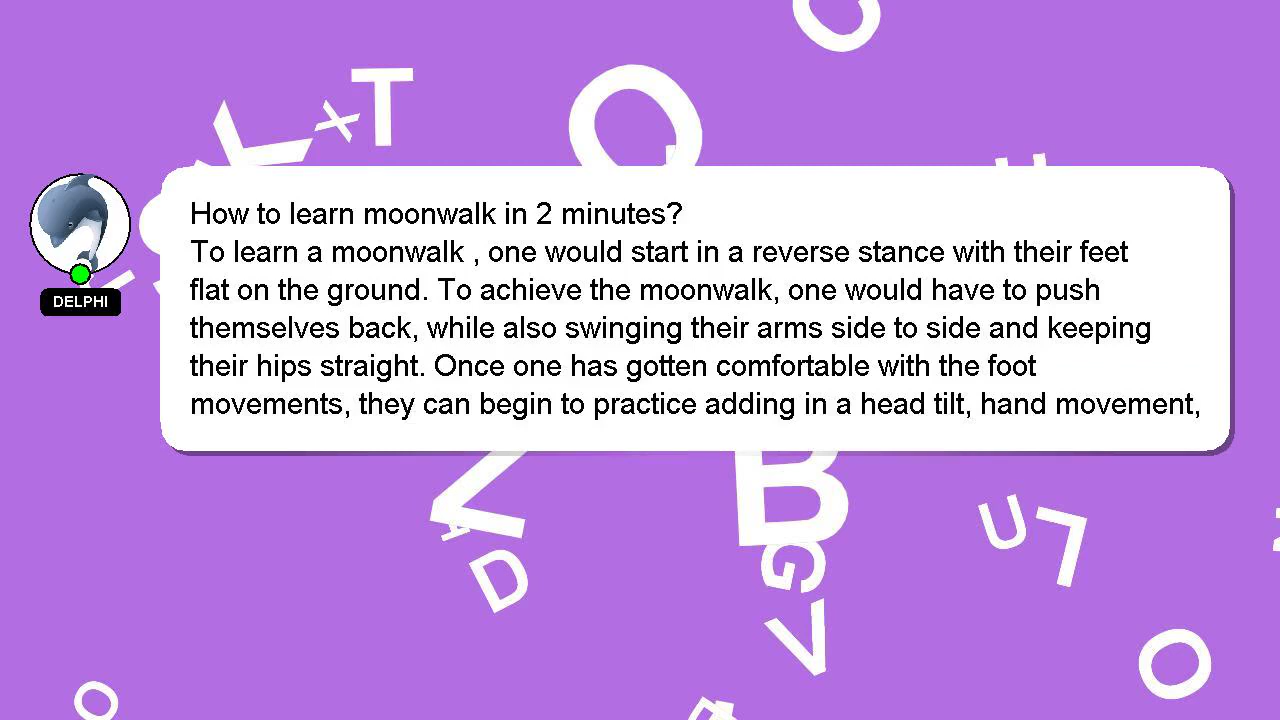 How to learn moonwalk in 2 minutes?
To learn a moonwalk , one would start in a reverse stance with their feet
flat on the ground. To achieve the moonwalk, one would have to push
themselves back, while also swinging their arms side to side and keeping
their hips straight. Once one has gotten comfortable with the foot
movements, they can begin to practice adding in a head tilt, hand movement,
DELPHI
T
X
O
Z
B
D
G
V
U
L
O
O